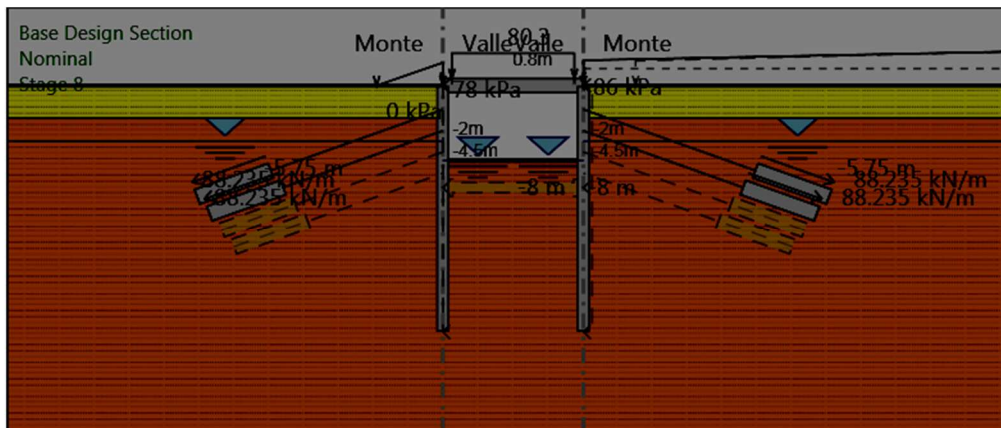 Base Design Section
Nominal
Stage 8
Monte
Valle
Valle
Monte
80.2
0.8m
78 kPa
86 kPa
0 kPa
-2m
-2m
-4.5m
-4.5m
-5.75 m
88.235 kN/m
88.235 kN/m
-8 m
-8 m
-5.75 m
88.235 kN/m
88.235 kN/m